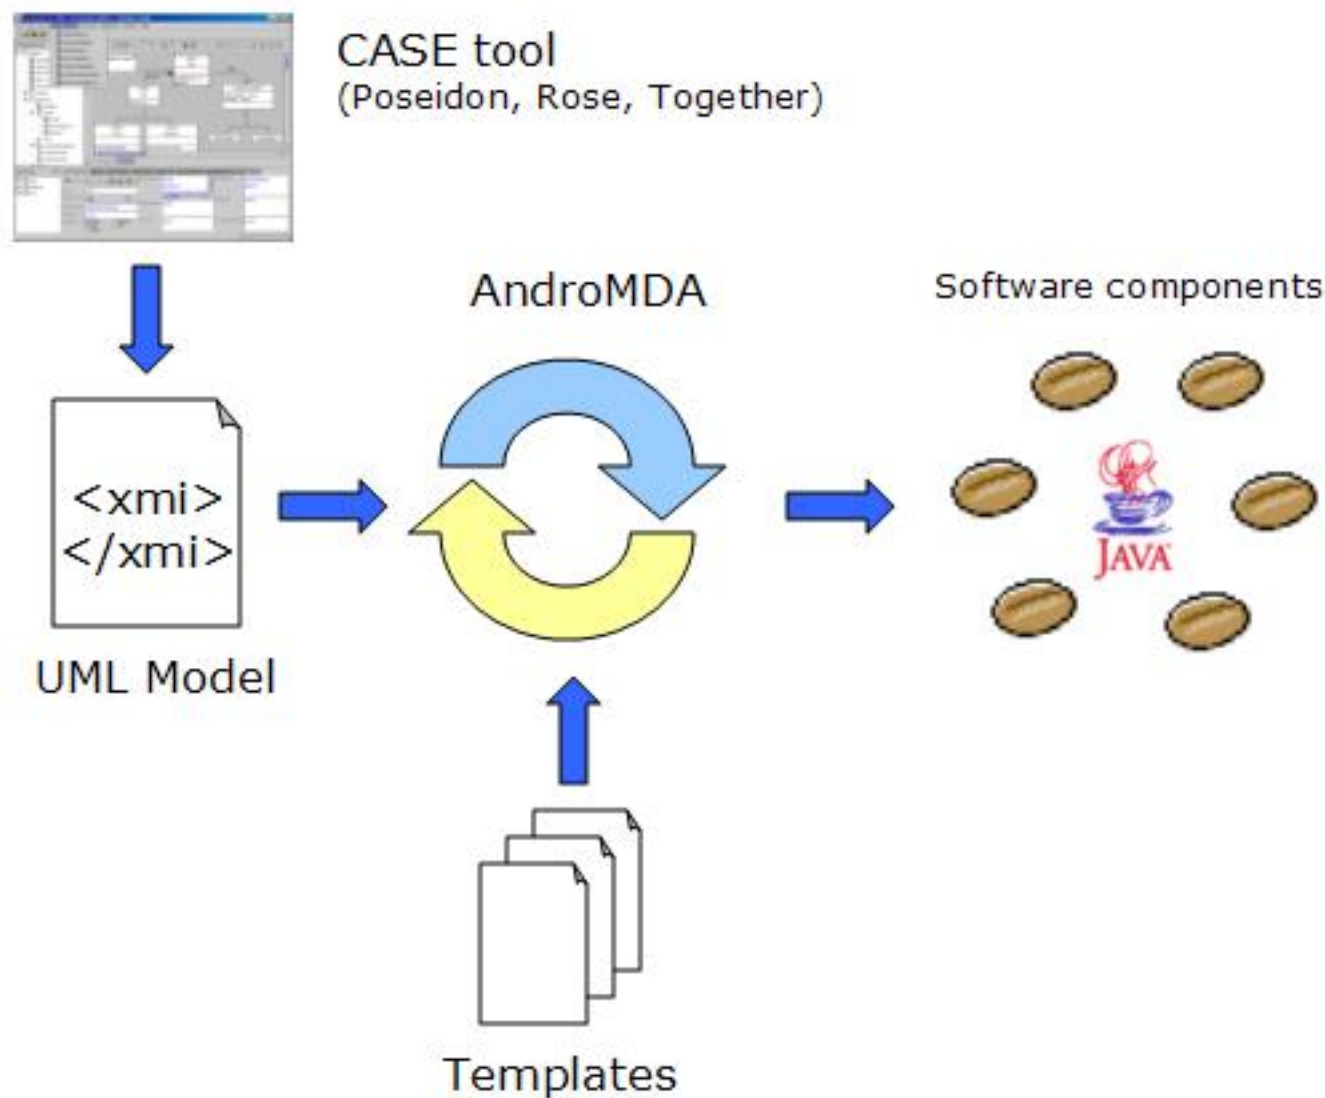 CASE tool
(Poseidon, Rose, Together)
AndroMDA
Software components
<xmi>
</xmi>
JAVA
UML Model
Templates